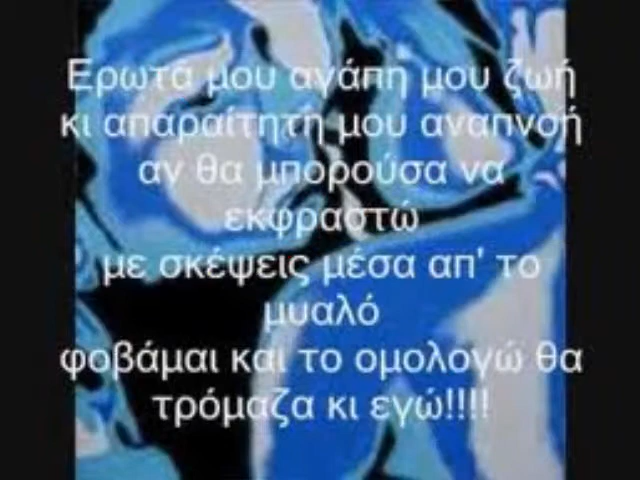 Ερωτά μου αγάπη μου ζωή
κι απαραίτητή μου αναπνοή
αν θα μπορούσα να
εκφραστώ
με σκέψεις μέσα απ' το
μυαλό
φοβάμαι και το ομολογώ θα
τρόμαζα κι εγώ!!!!